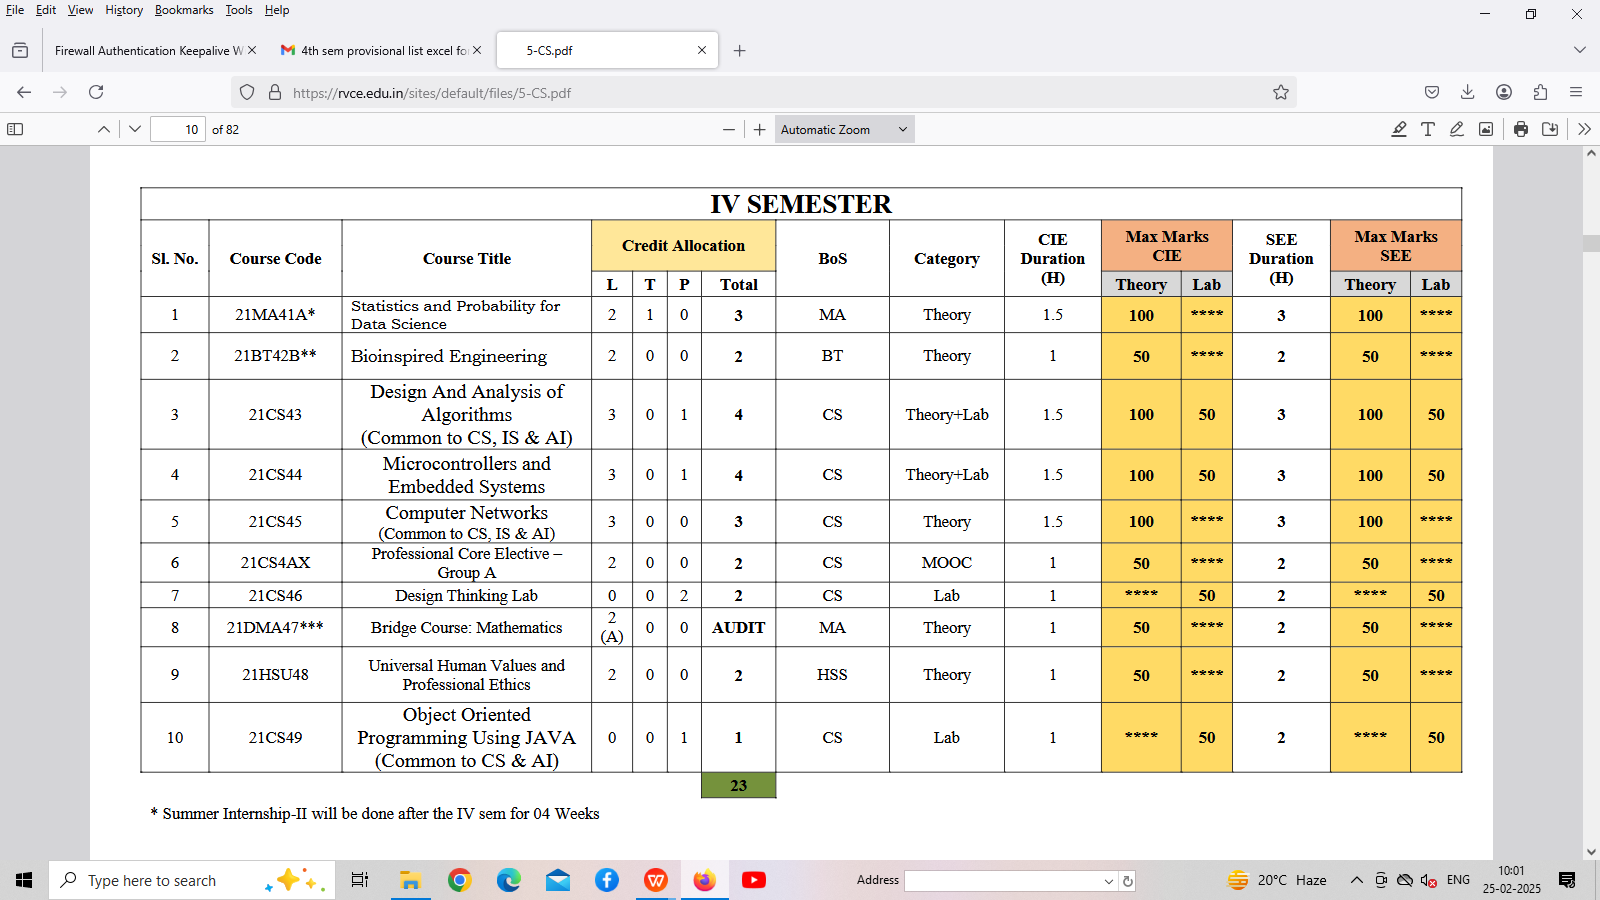 File Edit View History Bookmarks Tools Help
Firewall Authentication Keepalive W
4th sem provisional list excel fo
5-CS.pdf
https://rvce.edu.in/sites/default/files/5-CS.pdf
10 of 82
Automatic Zoom
IV SEMESTER
Sl. No. Course Code Course Title Credit Allocation BoS Category CIE Duration (H) Max Marks CIE SEE Duration (H) Max Marks SEE
L T P Total Theory Lab Theory Lab
1 21MA41A* Statistics and Probability for Data Science 2 1 0 3 MA Theory 1.5 100 **** 3 100 ****
2 21BT42B** Bioinspired Engineering 2 0 0 2 BT Theory 1 50 **** 2 50 ****
3 21CS43 Design And Analysis of Algorithms (Common to CS, IS & AI) 3 0 1 4 CS Theory+Lab 1.5 100 50 3 100 50
4 21CS44 Microcontrollers and Embedded Systems 3 0 1 4 CS Theory+Lab 1.5 100 50 3 100 50
5 21CS45 Computer Networks (Common to CS, IS & AI) 3 0 0 3 CS Theory 1.5 100 **** 3 100 ****
6 21CS4AX Professional Core Elective – Group A 2 0 0 2 CS MOOC 1 50 **** 2 50 ****
7 21CS46 Design Thinking Lab 0 0 2 2 CS Lab 1 **** 50 2 **** 50
8 21DMA47*** Bridge Course: Mathematics 2 (A) 0 0 AUDIT MA Theory 1 50 **** 2 50 ****
9 21HSU48 Universal Human Values and Professional Ethics 2 0 0 2 HSS Theory 1 50 **** 2 50 ****
10 21CS49 Object Oriented Programming Using JAVA (Common to CS & AI) 0 0 1 1 CS Lab 1 **** 50 2 **** 50
23
* Summer Internship-II will be done after the IV sem for 04 Weeks
Type here to search
Address
20°C Haze
ENG
10:01
25-02-2025